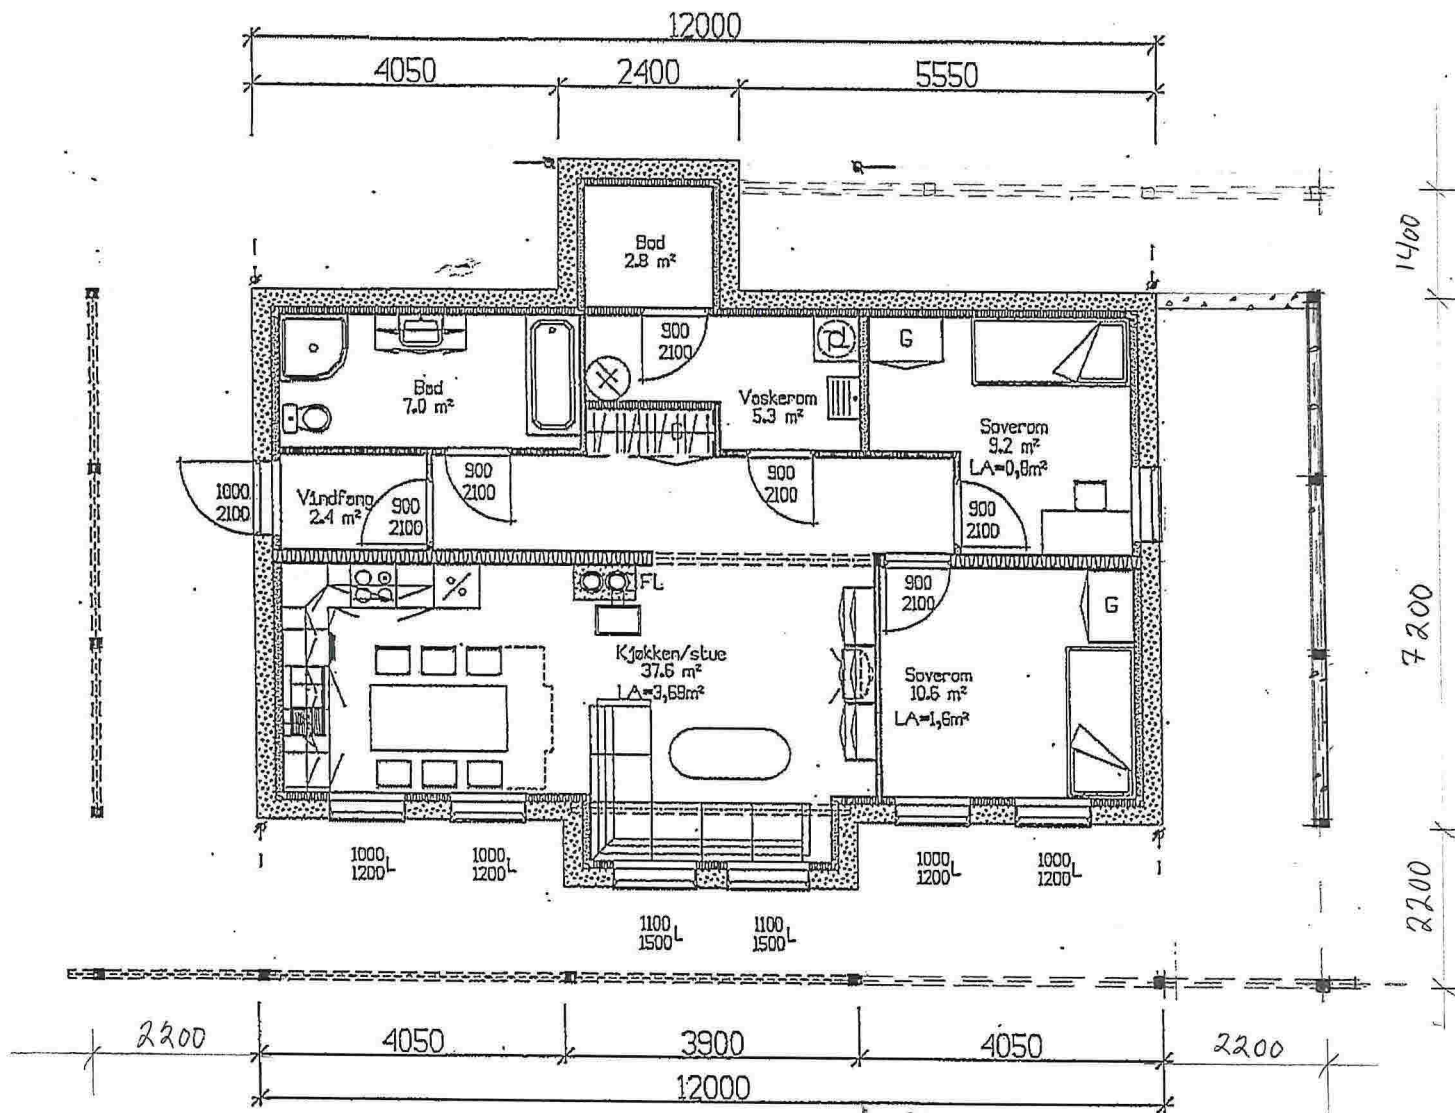 12000
4050
2400
5550
Bod
2.8 m²
1400
900
2100
G
Bad
7.0 m²
Vaskerom
5.3 m²
Soverom
9.2 m²
LA=0,8m²
1000
2100
Vindfang
2.4 m²
900
2100
900
2100
900
2100
900
2100
FL
900
2100
G
Kjøkken/stue
37.6 m²
LA=3,69m²
Soverom
10.6 m²
LA=1,6m²
7200
1000
1200 L
1000
1200 L
1000
1200 L
1000
1200 L
2200
1100
1500 L
1100
1500 L
2200
4050
3900
4050
2200
12000